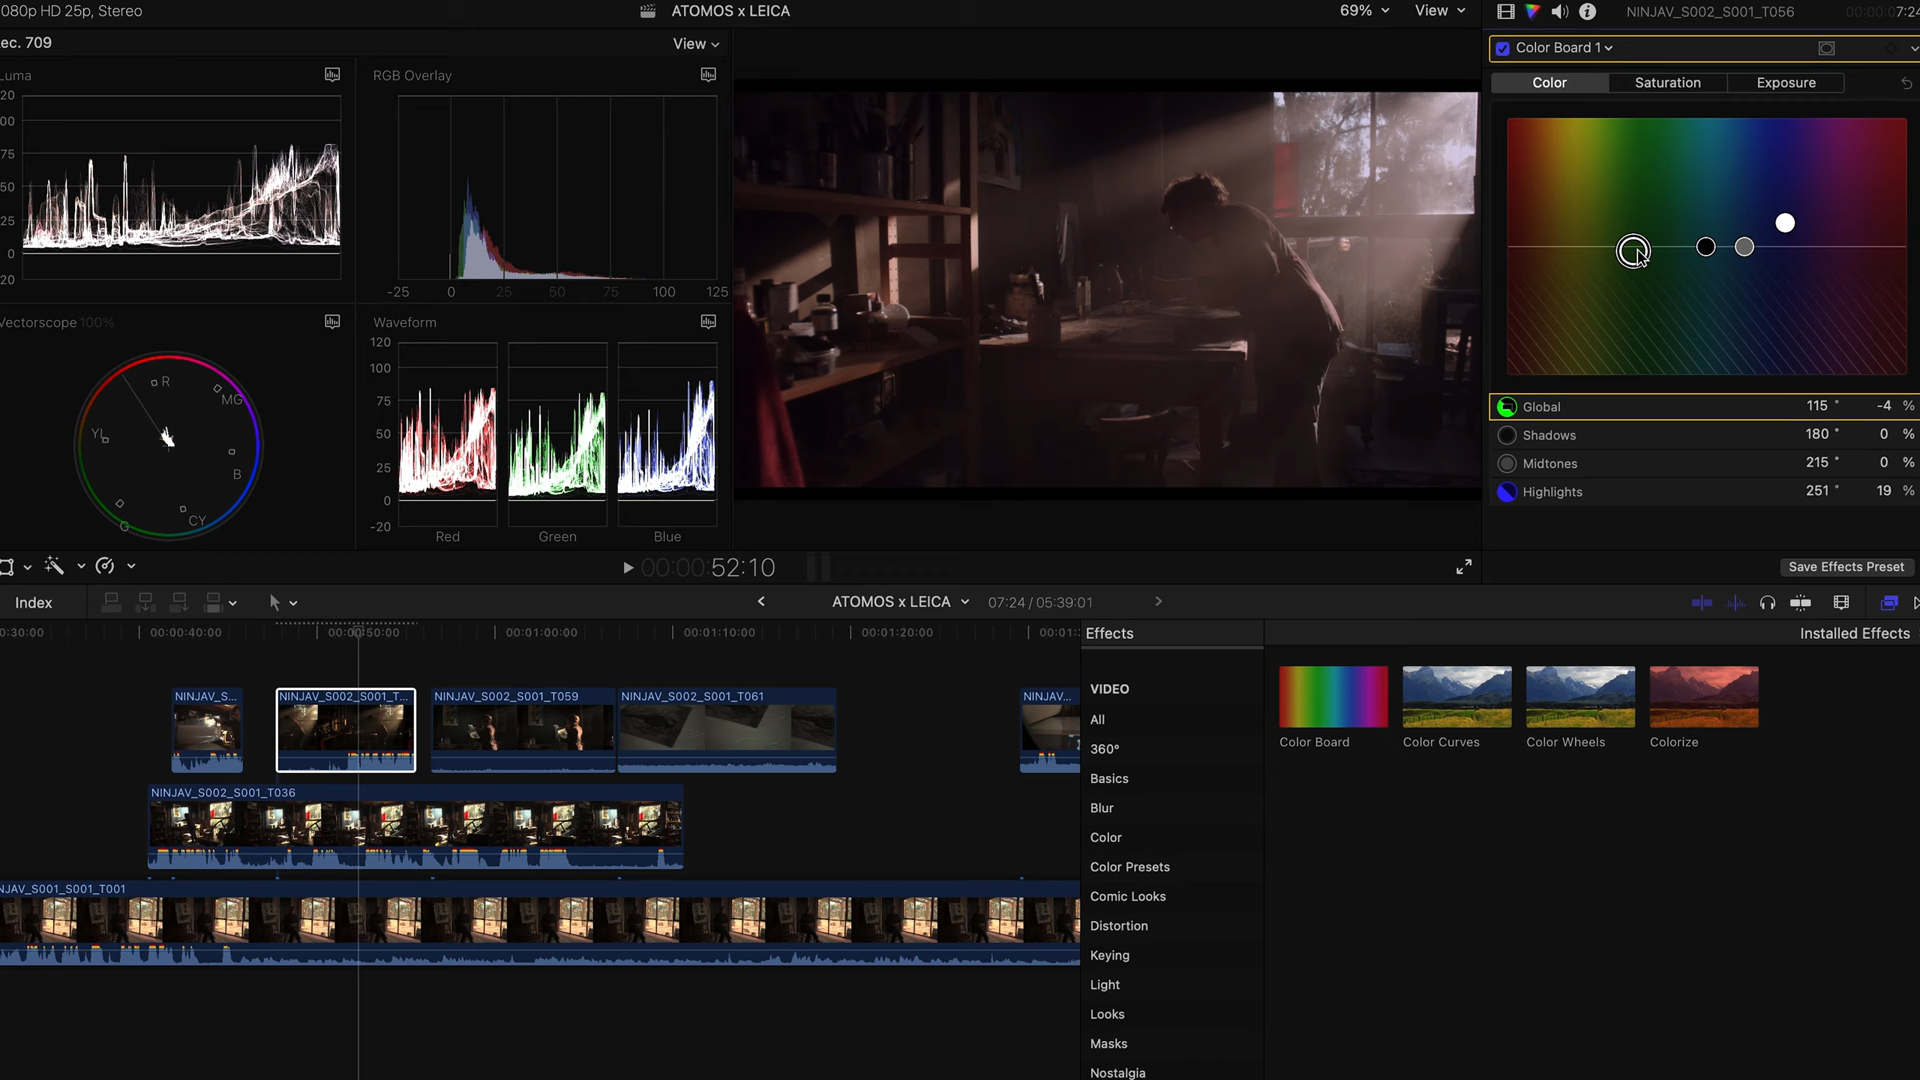 080p HD 25p, Stereo
ATOMOS x LEICA
69%
View
NINJAV_S002_S001_T056
00:00:07:24
ec. 709
View
Color Board 1
Luma
RGB Overlay
Color
Saturation
Exposure
20
00
75
50
25
0
20
-25
0
25
50
75
100
125
Vectorscope 100%
Waveform
R
MG
YL
B
G
CY
120
100
75
50
25
0
-20
Red
Green
Blue
Global 115 ° -4 %
Shadows 180 ° 0 %
Midtones 215 ° 0 %
Highlights 251 ° 19 %
00:00:52:10
Save Effects Preset
Index
ATOMOS x LEICA
07:24 / 05:39:01
0:30:00
00:00:40:00
00:00:50:00
00:01:00:00
00:01:10:00
00:01:20:00
00:01:
Effects
Installed Effects
NINJAV_S...
NINJAV_S002_S001_T...
NINJAV_S002_S001_T059
NINJAV_S002_S001_T061
NINJAV...
NINJAV_S002_S001_T036
NJAV_S001_S001_T001
VIDEO
All
360°
Basics
Blur
Color
Color Presets
Comic Looks
Distortion
Keying
Light
Looks
Masks
Nostalgia
Color Board
Color Curves
Color Wheels
Colorize